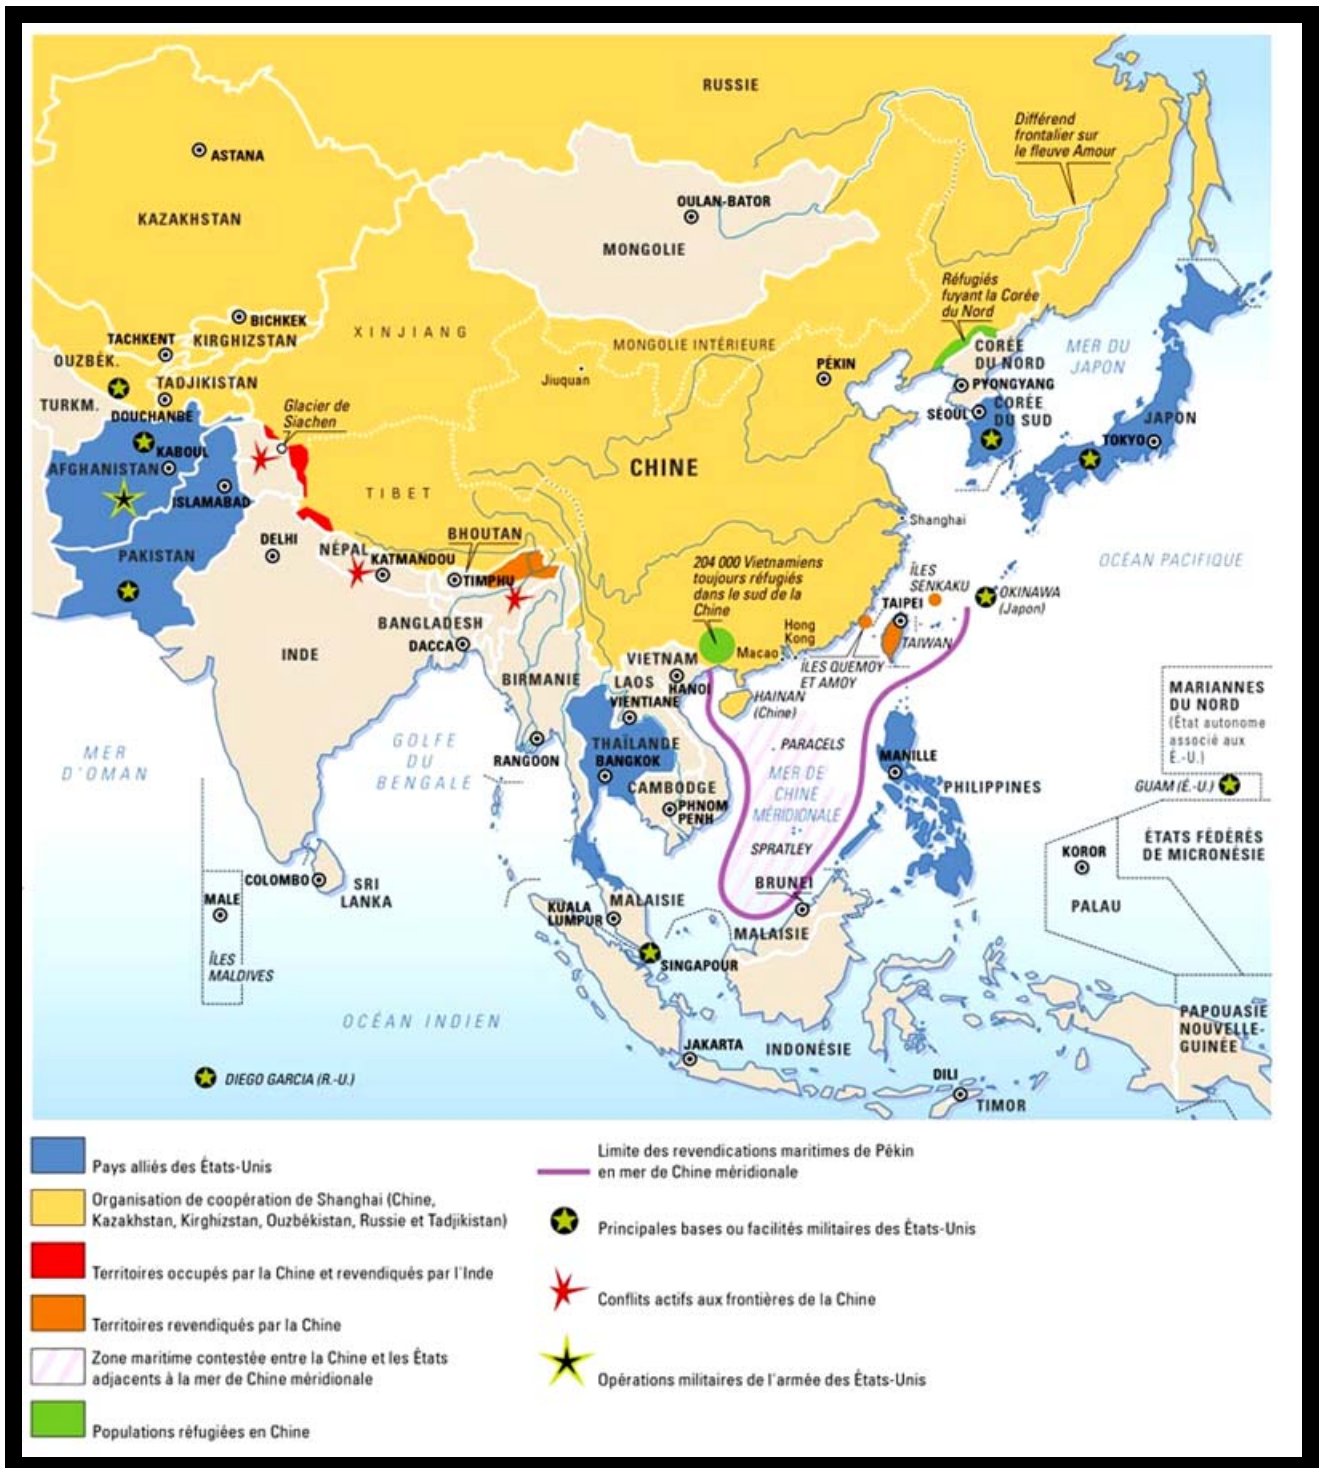 RUSSIE
Différend
frontalier sur
le fleuve Amour
ASTANA
KAZAKHSTAN
OULAN-BATOR
MONGOLIE
Réfugiés
fuyant la Corée
du Nord
BICHKEK
TACHKENT
KIRGHIZSTAN
XINJIANG
MONGOLIE INTÉRIEURE
CORÉE
DU NORD
MER DU
JAPON
OUZBÉK.
PÉKIN
Jiuquan
TADJIKISTAN
PYONGYANG
TURKM.
DOUCHANBE
Glacier de
Siachen
SÉOUL
CORÉE
DU SUD
JAPON
TOKYO
KABOUL
AFGHANISTAN
CHINE
ISLAMABAD
TIBET
Shanghai
DELHI
NÉPAL
BHOUTAN
PAKISTAN
KATMANDOU
TIMPHU
204 000 Vietnamiens
toujours réfugiés
dans le sud de la
Chine
OCÉAN PACIFIQUE
ÎLES
SENKAKU
OKINAWA
(Japon)
TAIPEI
TAIWAN
BANGLADESH
DACCA
Hong
Kong
Macao
INDE
ÎLES QUEMOY
ET AMOY
VIETNAM
HANOI
BIRMANIE
LAOS
VIENTIANE
HAINAN
(Chine)
MARIANNES
DU NORD
(État autonome
associé aux
É.-U.)
MER
D'OMAN
GOLFE
DU
BENGALE
RANGOON
THAÏLANDE
BANGKOK
PARACELS
MER DE
CHINE
MÉRIDIONALE
MANILLE
PHILIPPINES
GUAM (É.-U.)
CAMBODGE
PHNOM
PENH
SPRATLEY
KOROR
ÉTATS FÉDÉRÉS
DE MICRONÉSIE
COLOMBO
SRI
LANKA
BRUNEI
MALE
KUALA
LUMPUR
MALAISIE
PALAU
MALAISIE
ÎLES
MALDIVES
SINGAPOUR
OCÉAN INDIEN
PAPOUASIE
NOUVELLE-
GUINÉE
JAKARTA
INDONÉSIE
DIEGO GARCIA (R.-U.)
DILI
TIMOR
Pays alliés des États-Unis
Organisation de coopération de Shanghai (Chine,
Kazakhstan, Kirghizstan, Ouzbékistan, Russie et Tadjikistan)
Territoires occupés par la Chine et revendiqués par l'Inde
Territoires revendiqués par la Chine
Zone maritime contestée entre la Chine et les États
adjacents à la mer de Chine méridionale
Populations réfugiées en Chine
Limite des revendications maritimes de Pékin
en mer de Chine méridionale
Principales bases ou facilités militaires des États-Unis
Conflits actifs aux frontières de la Chine
Opérations militaires de l'armée des États-Unis